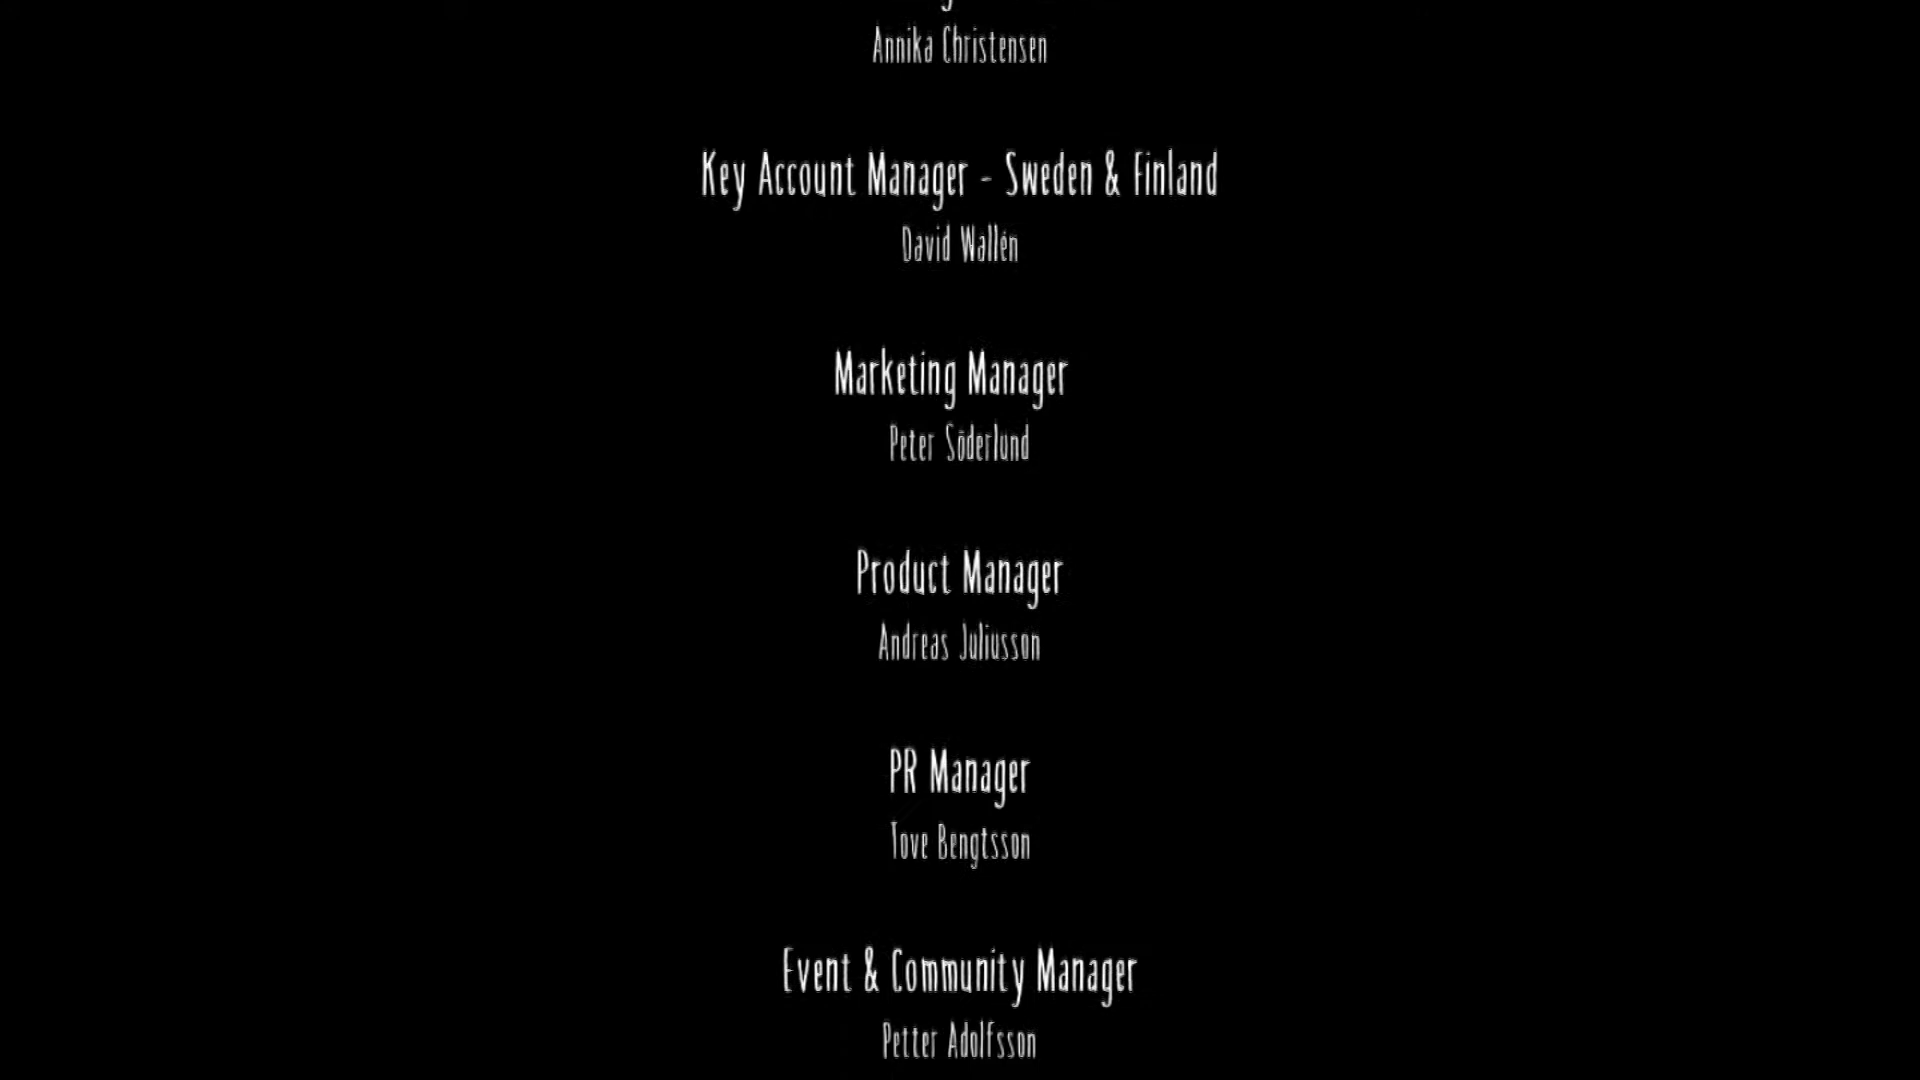 Annika Christensen
Key Account Manager - Sweden & Finland
David Wallén
Marketing Manager
Peter Söderlund
Product Manager
Andreas Juliusson
PR Manager
Tove Bengtsson
Event & Community Manager
Petter Adolfsson